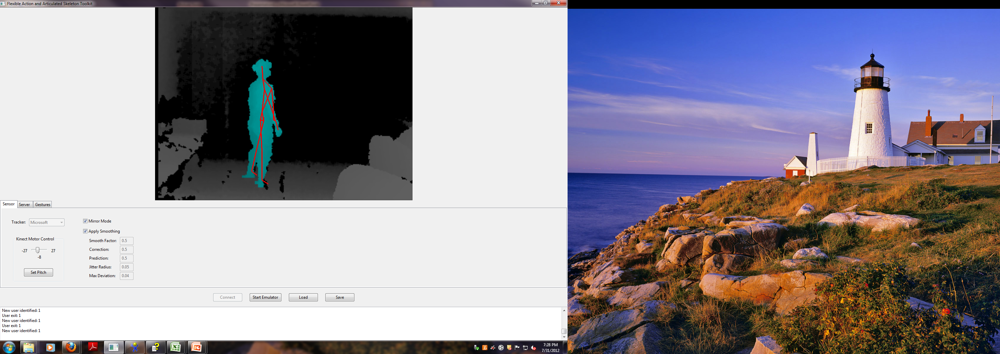 Flexible Action and Articulated Skeleton Toolkit
Sensor Server Gestures
Tracker: Microsoft
Mirror Mode
Apply Smoothing
Kinect Motor Control
-27 27
-8
Set Pitch
Smooth Factor: 0.5
Correction: 0.5
Prediction: 0.5
Jitter Radius: 0.05
Max Deviation: 0.04
Connect Start Emulator Load Save
New user identified: 1
User exit: 1
New user identified: 1
User exit: 1
New user identified: 1
7:28 PM
7/31/2012